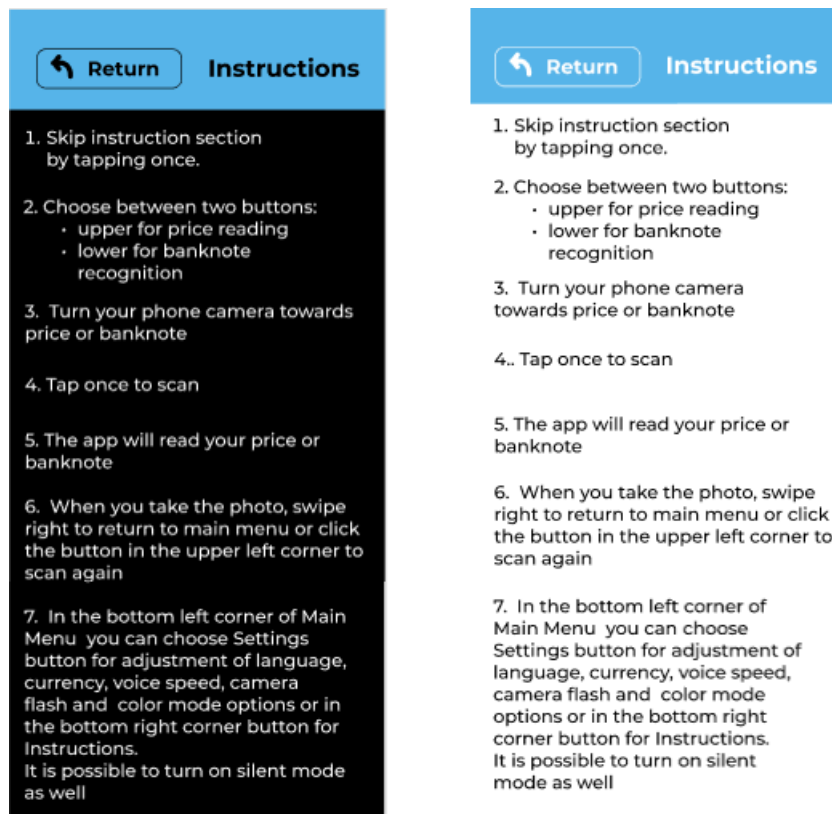 Return Instructions
1. Skip instruction section
by tapping once.
2. Choose between two buttons:
• upper for price reading
• lower for banknote
recognition
3.  Turn your phone camera towards
price or banknote
4. Tap once to scan
5. The app will read your price or
banknote
6.  When you take the photo, swipe
right to return to main menu or click
the button in the upper left corner to
scan again
7.  In the bottom left corner of Main
Menu  you can choose Settings
button for adjustment of language,
currency, voice speed, camera
flash and  color mode options or in
the bottom right corner button for
Instructions.
It is possible to turn on silent mode
as well
Return Instructions
1. Skip instruction section
by tapping once.
2. Choose between two buttons:
• upper for price reading
• lower for banknote
recognition
3.  Turn your phone camera
towards price or banknote
4.. Tap once to scan
5. The app will read your price or
banknote
6.  When you take the photo, swipe
right to return to main menu or click
the button in the upper left corner to
scan again
7.  In the bottom left corner of
Main Menu  you can choose
Settings button for adjustment of
language, currency, voice speed,
camera flash and  color mode
options or in the bottom right
corner button for Instructions.
It is possible to turn on silent
mode as well